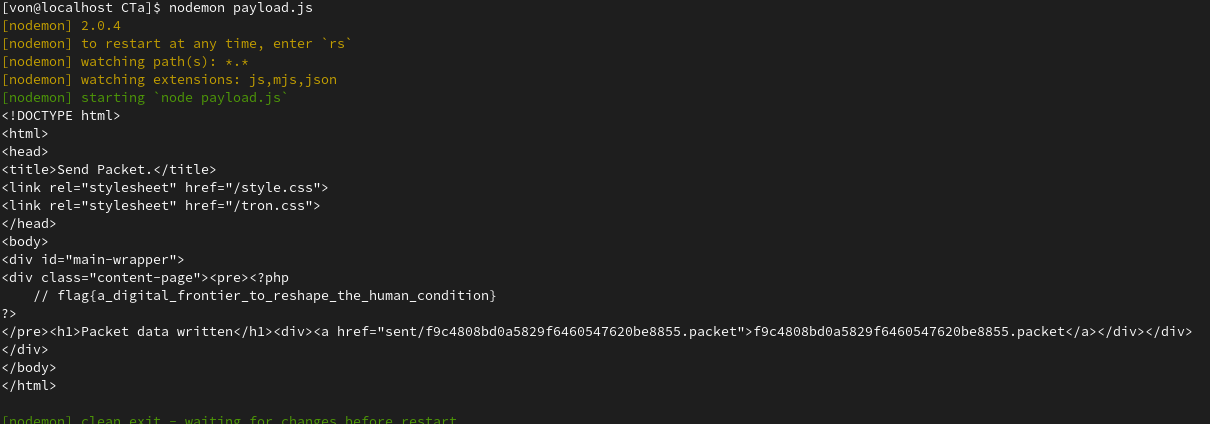 [von@localhost CTa]$ nodemon payload.js
[nodemon] 2.0.4
[nodemon] to restart at any time, enter `rs`
[nodemon] watching path(s): *.*
[nodemon] watching extensions: js,mjs,json
[nodemon] starting `node payload.js`
<!DOCTYPE html>
<html>
<head>
<title>Send Packet.</title>
<link rel="stylesheet" href="/style.css">
<link rel="stylesheet" href="/tron.css">
</head>
<body>
<div id="main-wrapper">
<div class="content-page"><pre><?php
    // flag{a_digital_frontier_to_reshape_the_human_condition}
?>
</pre><h1>Packet data written</h1><div><a href="sent/f9c4808bd0a5829f6460547620be8855.packet">f9c4808bd0a5829f6460547620be8855.packet</a></div></div>
</div>
</body>
</html>
[nodemon] clean exit - waiting for changes before restart